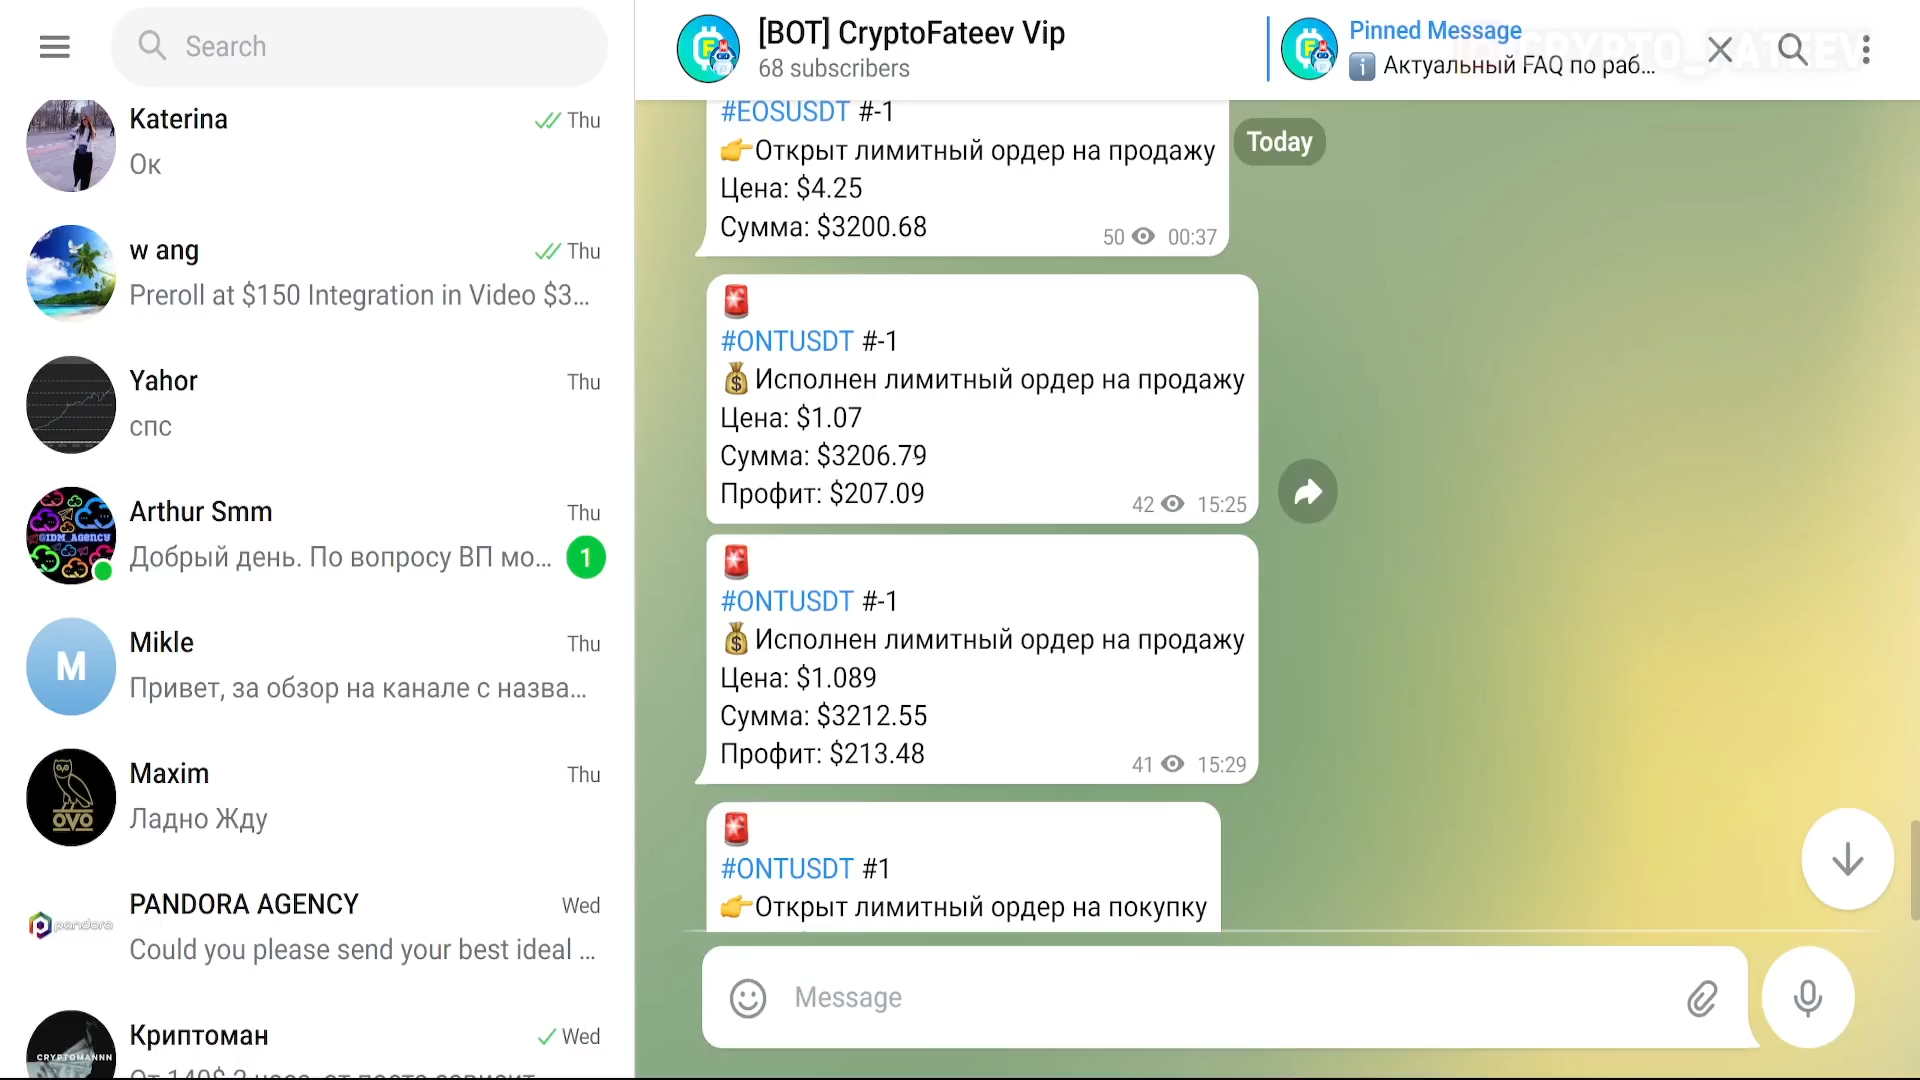 Search
Katerina
Thu
Ок
w ang
Thu
Preroll at $150 Integration in Video $3...
Yahor
Thu
спс
@IDM_AGENCY
Arthur Smm
Thu
Добрый день. По вопросу ВП мо...
1
M
Mikle
Thu
Привет, за обзор на канале с назва...
OVO
Maxim
Thu
Ладно Жду
pandora
PANDORA AGENCY
Wed
Could you please send your best ideal ...
CRYPTOMANNN
Криптоман
Wed
[BOT] CryptoFateev Vip
68 subscribers
Pinned Message
Актуальный FAQ по раб...
CRYPTO_FATEEV
Today
#EOSUSDT #-1
Открыт лимитный ордер на продажу
Цена: $4.25
Сумма: $3200.68
50 00:37
#ONTUSDT #-1
Исполнен лимитный ордер на продажу
Цена: $1.07
Сумма: $3206.79
Профит: $207.09
42 15:25
#ONTUSDT #-1
Исполнен лимитный ордер на продажу
Цена: $1.089
Сумма: $3212.55
Профит: $213.48
41 15:29
#ONTUSDT #1
Открыт лимитный ордер на покупку
Message